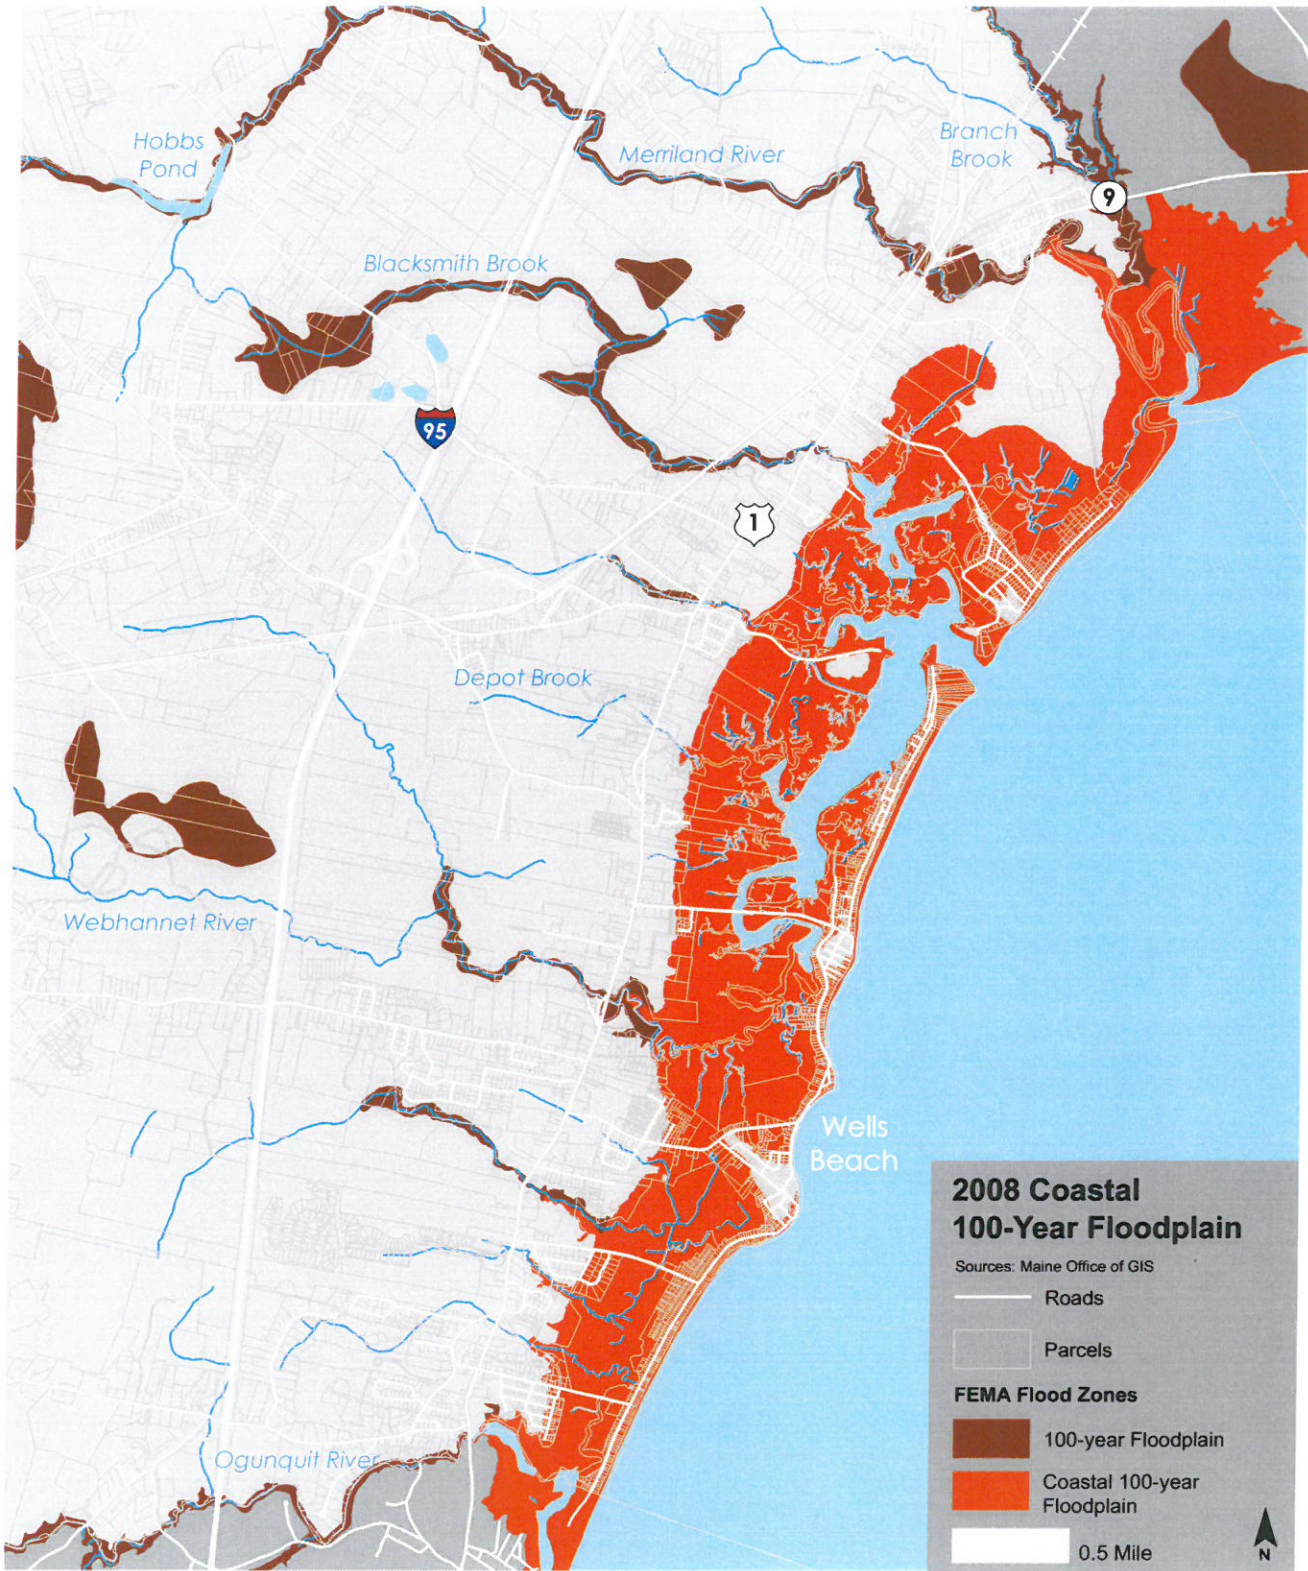 Hobbs
Pond
Merriland River
Branch
Brook
9
Blacksmith Brook
95
1
Depot Brook
Webhannet River
Wells
Beach
Ogunquit River
2008 Coastal
100-Year Floodplain
Sources: Maine Office of GIS
Roads
Parcels
FEMA Flood Zones
100-year Floodplain
Coastal 100-year
Floodplain
0.5 Mile
N